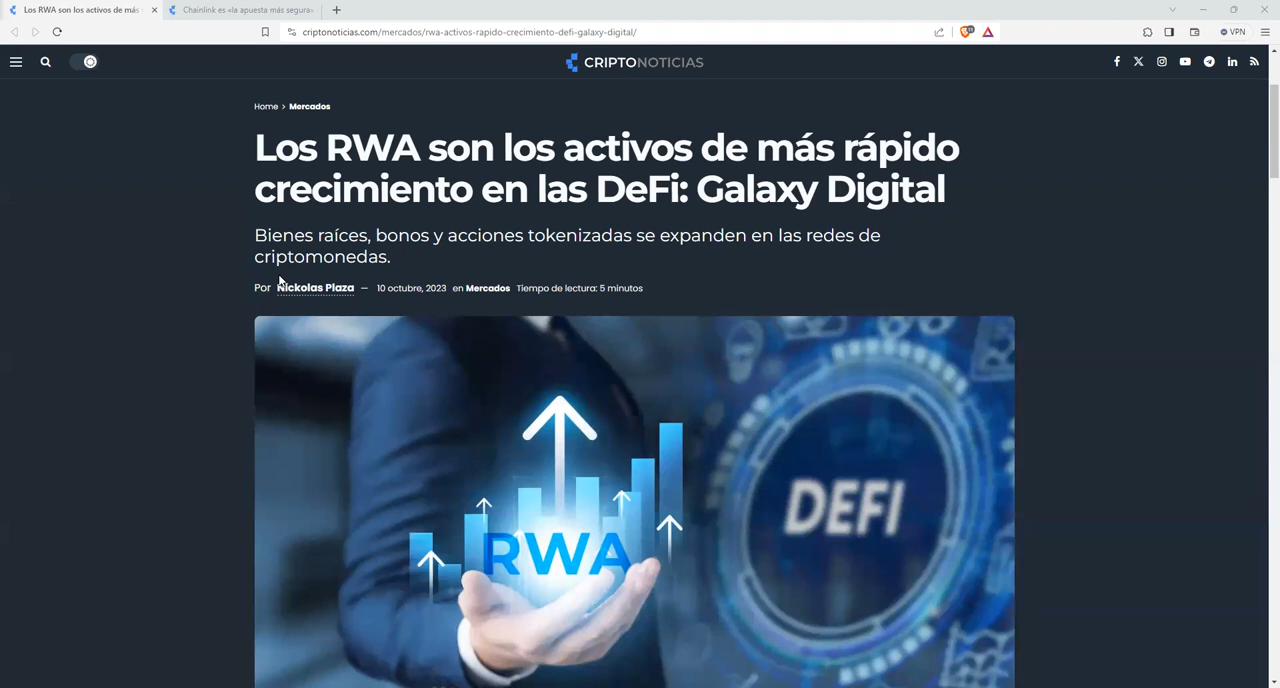 Los RWA son los activos de más
Chainlink es «la apuesta más segura»
criptonoticias.com/mercados/rwa-activos-rapido-crecimiento-defi-galaxy-digital/
VPN
CRIPTONOTICIAS
Home > Mercados
Los RWA son los activos de más rápido
crecimiento en las DeFi: Galaxy Digital
Bienes raíces, bonos y acciones tokenizadas se expanden en las redes de
criptomonedas.
Por Nickolas Plaza — 10 octubre, 2023 en Mercados Tiempo de lectura: 5 minutos
RWA
DEFI